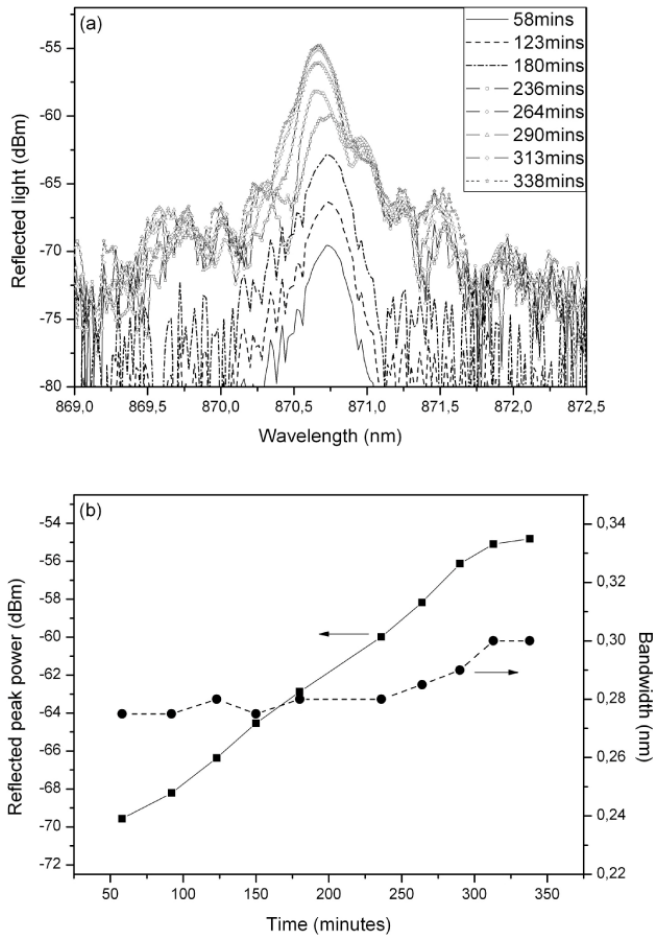 (a)
58mins
123mins
180mins
236mins
264mins
290mins
313mins
338mins
-55
-60
-65
-70
-75
-80
Reflected light (dBm)
869,0 869,5 870,0 870,5 871,0 871,5 872,0 872,5
Wavelength (nm)
(b)
-54
-56
-58
-60
-62
-64
-66
-68
-70
-72
Reflected peak power (dBm)
0,34
0,32
0,30
0,28
0,26
0,24
0,22
Bandwidth (nm)
50 100 150 200 250 300 350
Time (minutes)